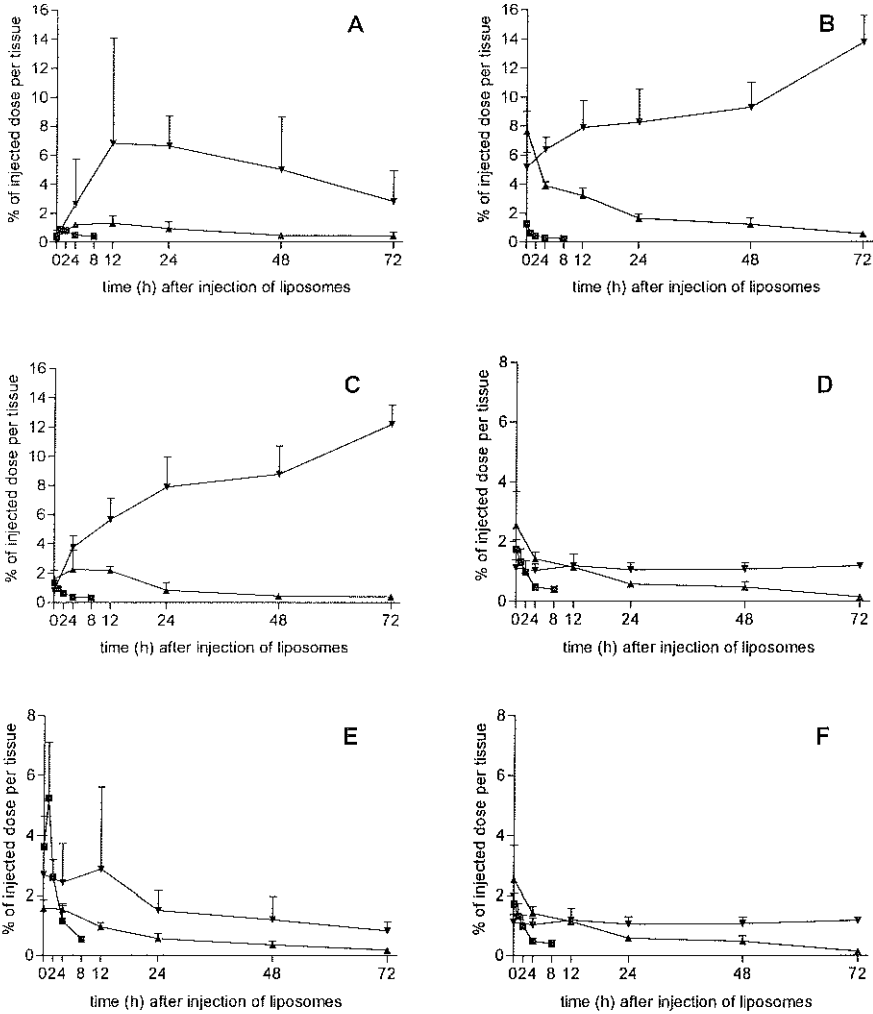 A
% of injected dose per tissue
16
14
12
10
8
6
4
2
0
0 2 4 8 12 24 48 72
time (h) after injection of liposomes
B
% of injected dose per tissue
16
14
12
10
8
6
4
2
0
0 2 4 8 12 24 48 72
time (h) after injection of liposomes
C
% of injected dose per tissue
16
14
12
10
8
6
4
2
0
0 2 4 8 12 24 48 72
time (h) after injection of liposomes
D
% of injected dose per tissue
8
6
4
2
0
0 2 4 8 12 24 48 72
time (h) after injection of liposomes
E
% of injected dose per tissue
8
6
4
2
0
0 2 4 8 12 24 48 72
time (h) after injection of liposomes
F
% of injected dose per tissue
8
6
4
2
0
0 2 4 8 12 24 48 72
time (h) after injection of liposomes